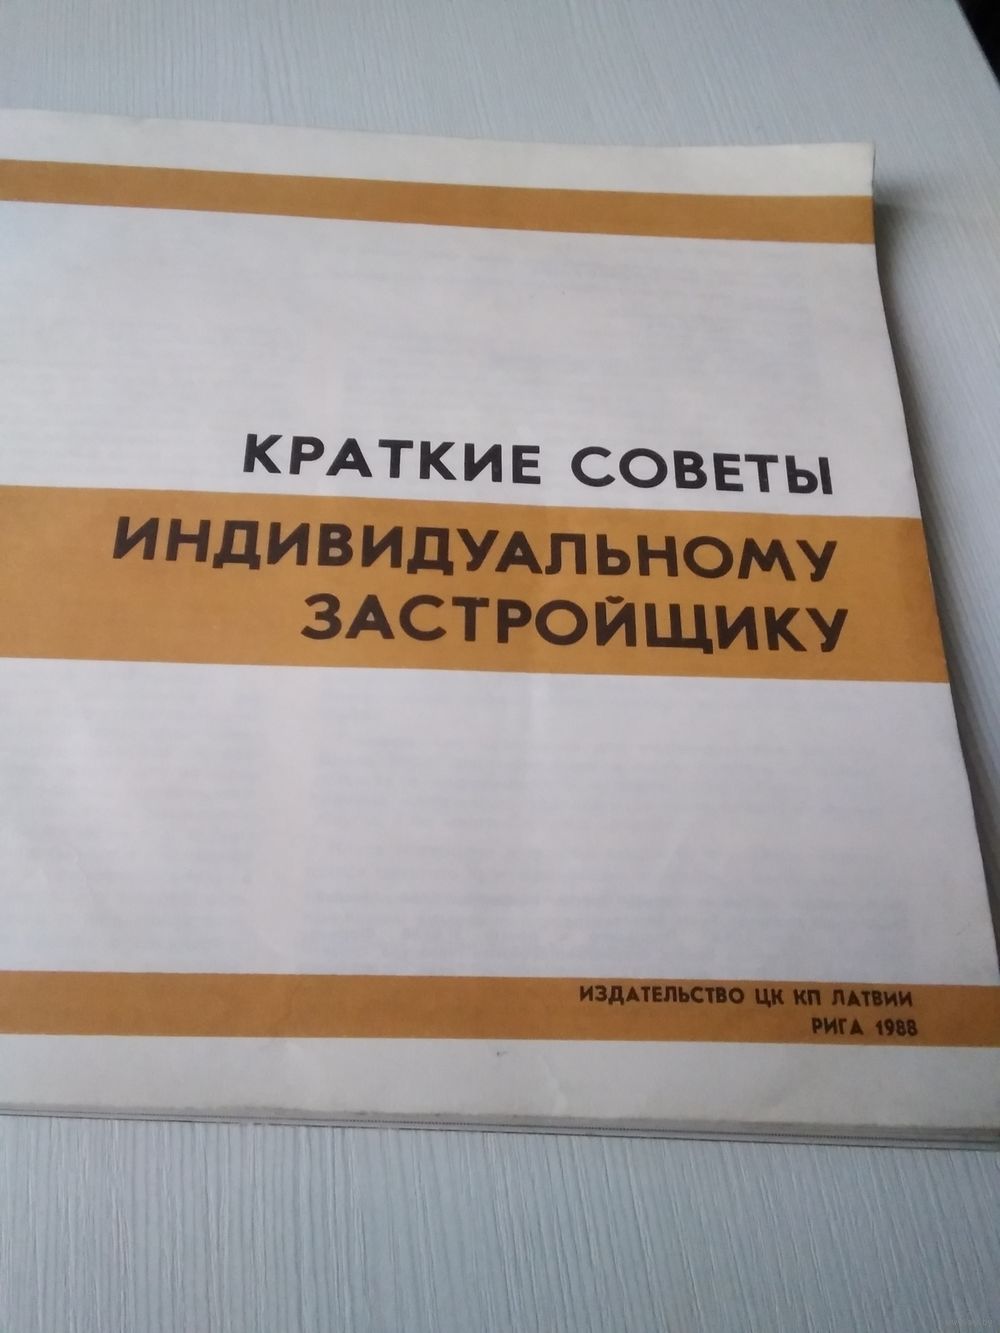 КРАТКИЕ СОВЕТЫ
ИНДИВИДУАЛЬНОМУ
ЗАСТРОЙЩИКУ
ИЗДАТЕЛЬСТВО ЦК КП ЛАТВИИ
РИГА 1988